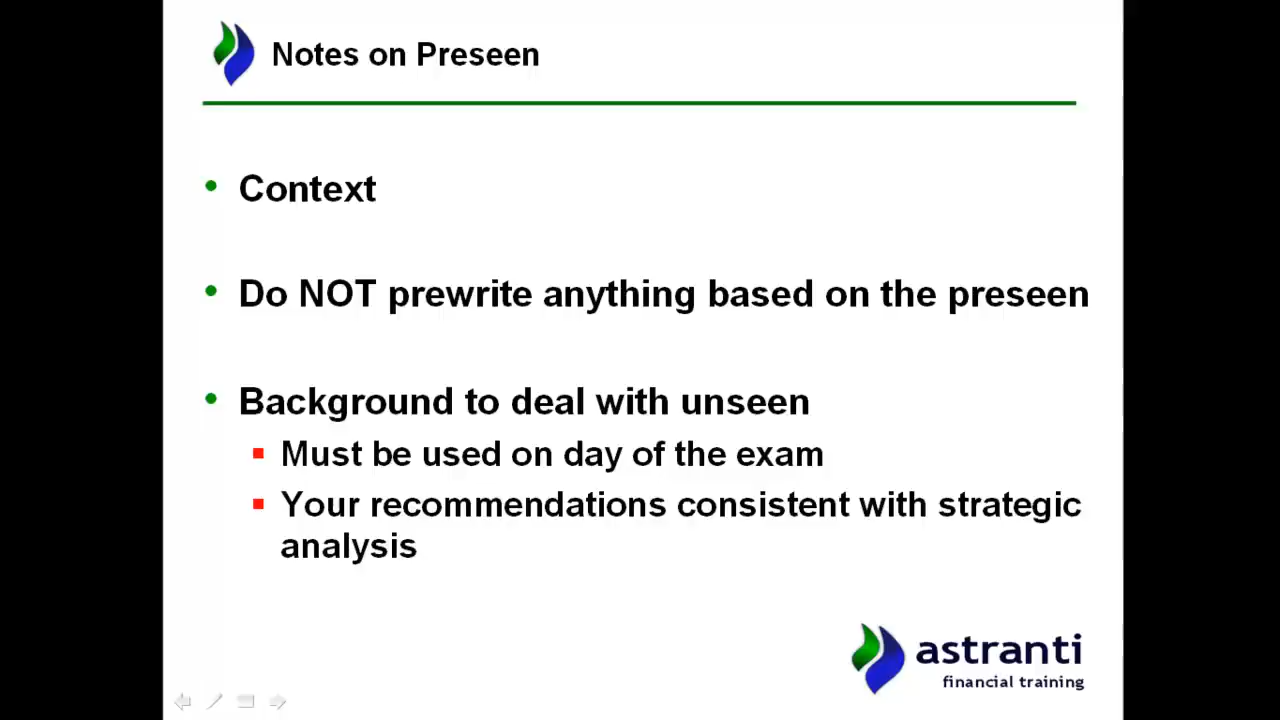 Notes on Preseen
• Context
• Do NOT prewrite anything based on the preseen
• Background to deal with unseen
▪ Must be used on day of the exam
▪ Your recommendations consistent with strategic
analysis
astranti
financial training